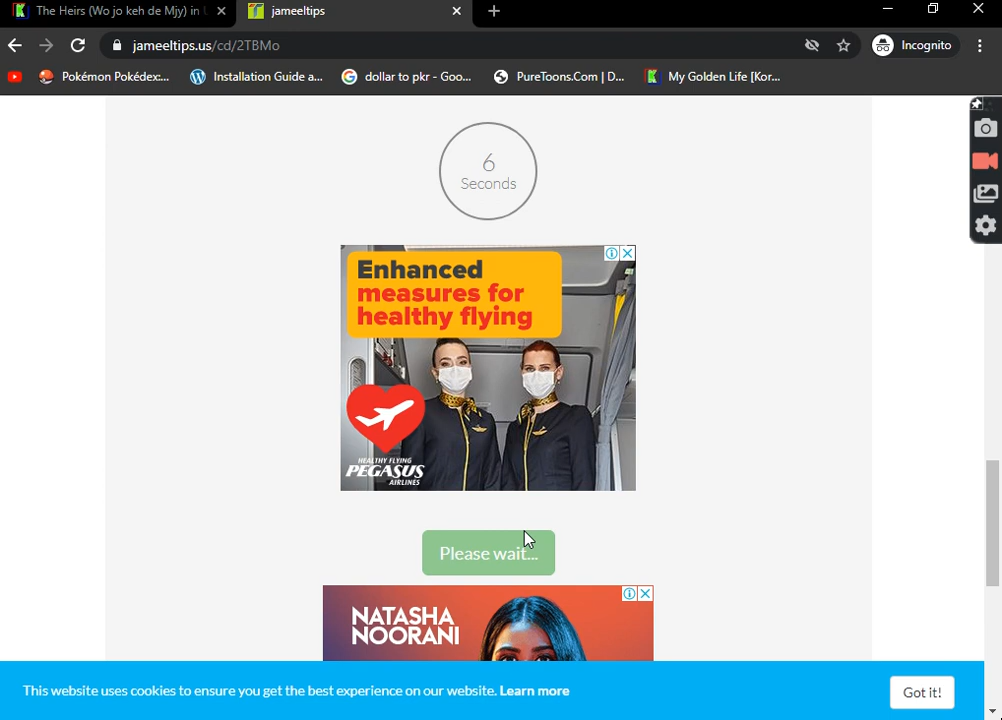 The Heirs (Wo jo keh de Mjy) in
jameeltips
jameeltips.us/cd/2TBMo
Incognito
Pokémon Pokédex:...
Installation Guide a...
dollar to pkr - Goo...
PureToons.Com | D...
My Golden Life [Kor...
6
Seconds
Enhanced
measures for
healthy flying
HEALTHY FLYING
PEGASUS
AIRLINES
Please wait...
NATASHA
NOORANI
This website uses cookies to ensure you get the best experience on our website. Learn more
Got it!